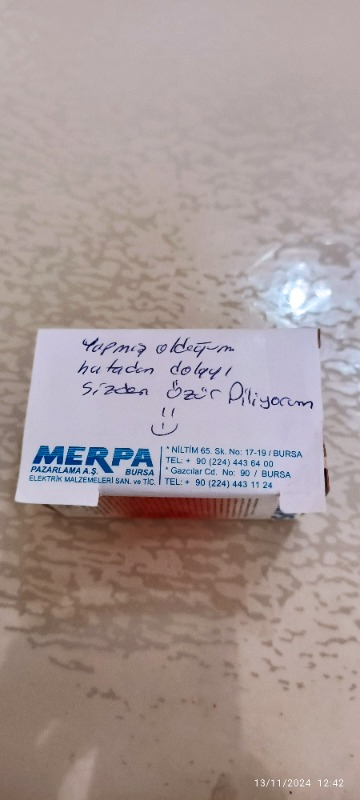 Yapmış olduğum
hatadan dolayı
sizden Özür Diliyorum
MERPA
PAZARLAMA A.Ş. BURSA
ELEKTRİK MALZEMELERİ SAN. ve TİC.
* NİLTİM 65. Sk. No: 17-19 / BURSA
TEL: + 90 (224) 443 64 00
* Gazcılar Cd. No: 90 / BURSA
TEL: + 90 (224) 443 11 24
13/11/2024 12:42